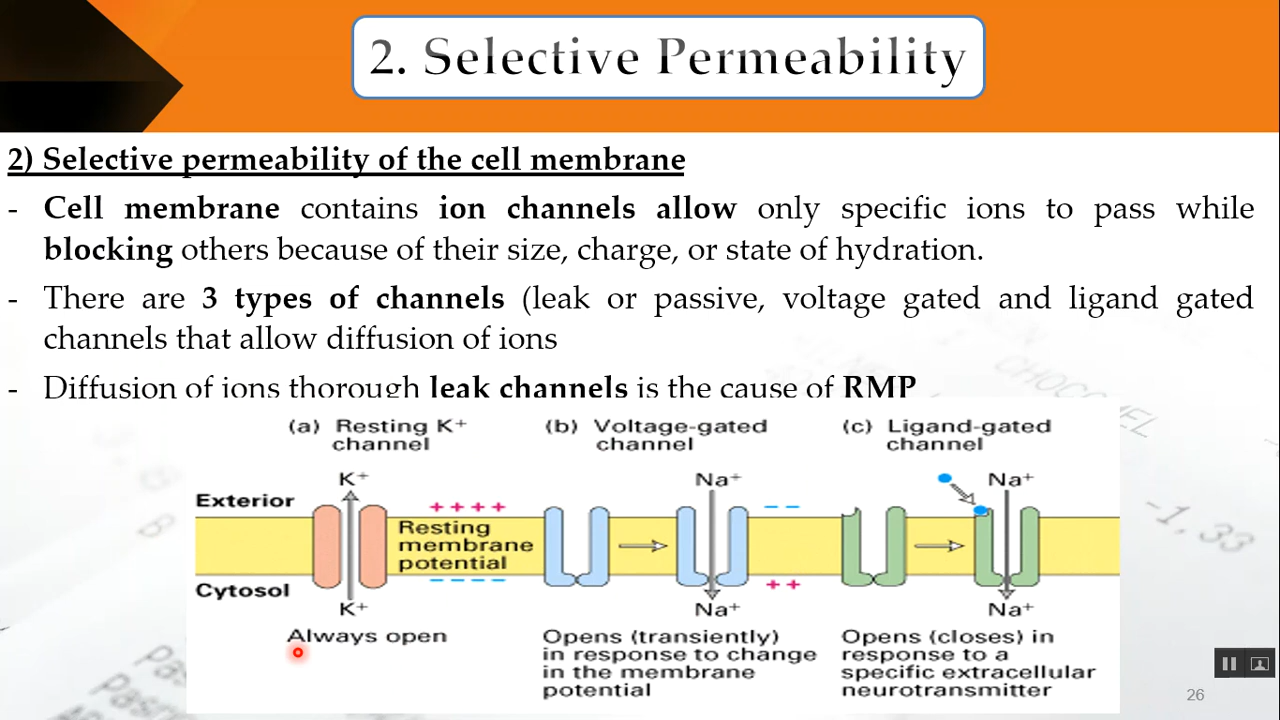 2. Selective Permeability
2) Selective permeability of the cell membrane
- Cell membrane contains ion channels allow only specific ions to pass while
blocking others because of their size, charge, or state of hydration.
- There are 3 types of channels (leak or passive, voltage gated and ligand gated
channels that allow diffusion of ions
- Diffusion of ions thorough leak channels is the cause of RMP
(a) Resting K+
channel
(b) Voltage-gated
channel
(c) Ligand-gated
channel
K+
Na+
Na+
Exterior
+ + + +
− −
Resting
membrane
potential
− − − −
+ +
Cytosol
K+
Na+
Na+
Always open
Opens (transiently)
in response to change
in the membrane
potential
Opens (closes) in
response to a
specific extracellular
neurotransmitter
26
CHOC
EL
-1,33
B